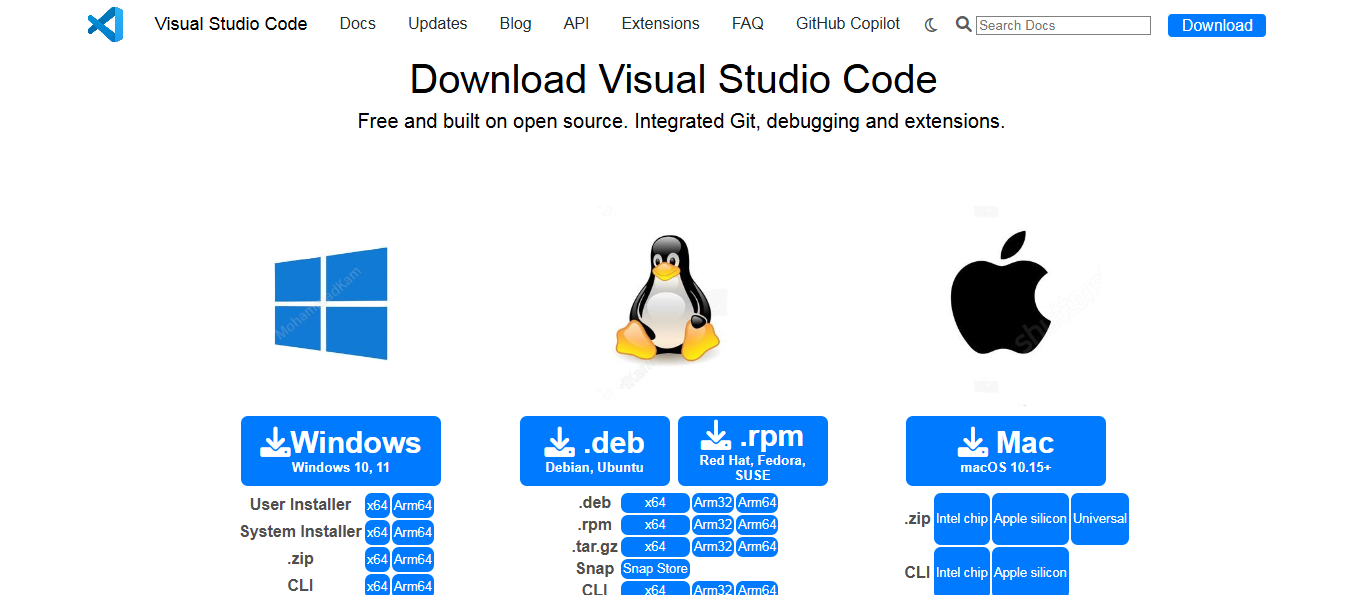 Visual Studio Code Docs Updates Blog API Extensions FAQ GitHub Copilot Search Docs Download
Download Visual Studio Code
Free and built on open source. Integrated Git, debugging and extensions.
Windows
Windows 10, 11
User Installer x64 Arm64
System Installer x64 Arm64
.zip x64 Arm64
CLI x64 Arm64
.deb
Debian, Ubuntu
.rpm
Red Hat, Fedora,
SUSE
.deb x64 Arm32 Arm64
.rpm x64 Arm32 Arm64
.tar.gz x64 Arm32 Arm64
Snap Snap Store
CLI x64 Arm32 Arm64
Mac
macOS 10.15+
.zip Intel chip Apple silicon Universal
CLI Intel chip Apple silicon